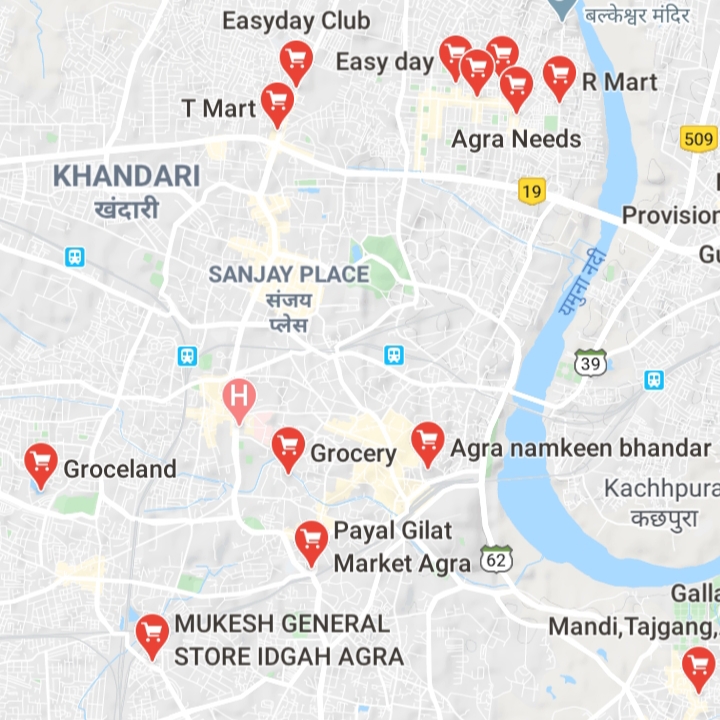 बल्केश्वर मंदिर
Easyday Club
Easy day
R Mart
T Mart
Agra Needs
509
KHANDARI
खंदारी
19
Provision
Gu
SANJAY PLACE
संजय
प्लेस
यमुना नदी
39
H
Grocery
Agra namkeen bhandar
Groceland
Kachhpura
कछपुरा
Payal Gilat
Market Agra
62
Galla
Mandi,Tajgang,
MUKESH GENERAL
STORE IDGAH AGRA